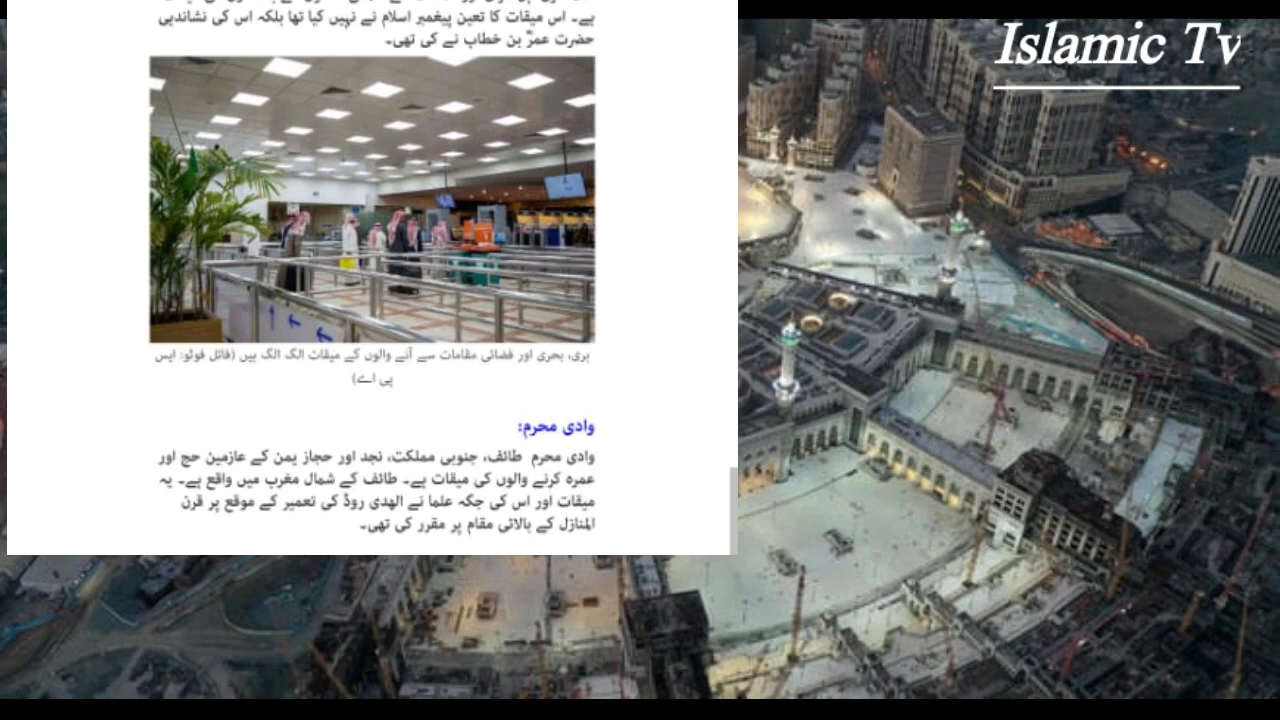 ہے۔ اس میقات کا تعین پیغمبر اسلام نے نہیں کیا تھا بلکہ اس کی نشاندہی
حضرت عمرؓ بن خطاب نے کی تھی۔
بری، بحری اور فضائی مقامات سے آنے والوں کے میقات الگ الگ ہیں (فائل فوٹو: ایس
پی اے)
وادی محرم:
وادی محرم طائف، جنوبی مملکت، نجد اور حجاز یمن کے عازمین حج اور
عمرہ کرنے والوں کی میقات ہے۔ طائف کے شمال مغرب میں واقع ہے۔ یہ
میقات اور اس کی جگہ علما نے الھدی روڈ کی تعمیر کے موقع پر قرن
المنازل کے بالائی مقام پر مقرر کی تھی۔
Islamic Tv